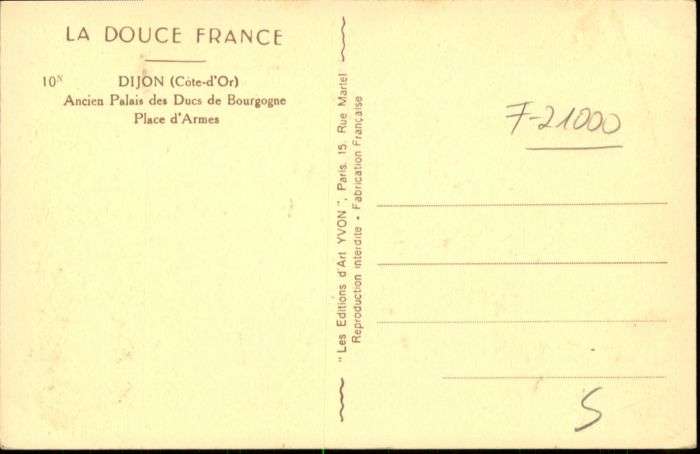 LA DOUCE FRANCE
10ᴺ DIJON (Côte-d'Or)
Ancien Palais des Ducs de Bourgogne
Place d'Armes
"Les Editions d'Art YVON", Paris, 15, Rue Martel
Reproduction interdite - Fabrication Française
F-21000
S